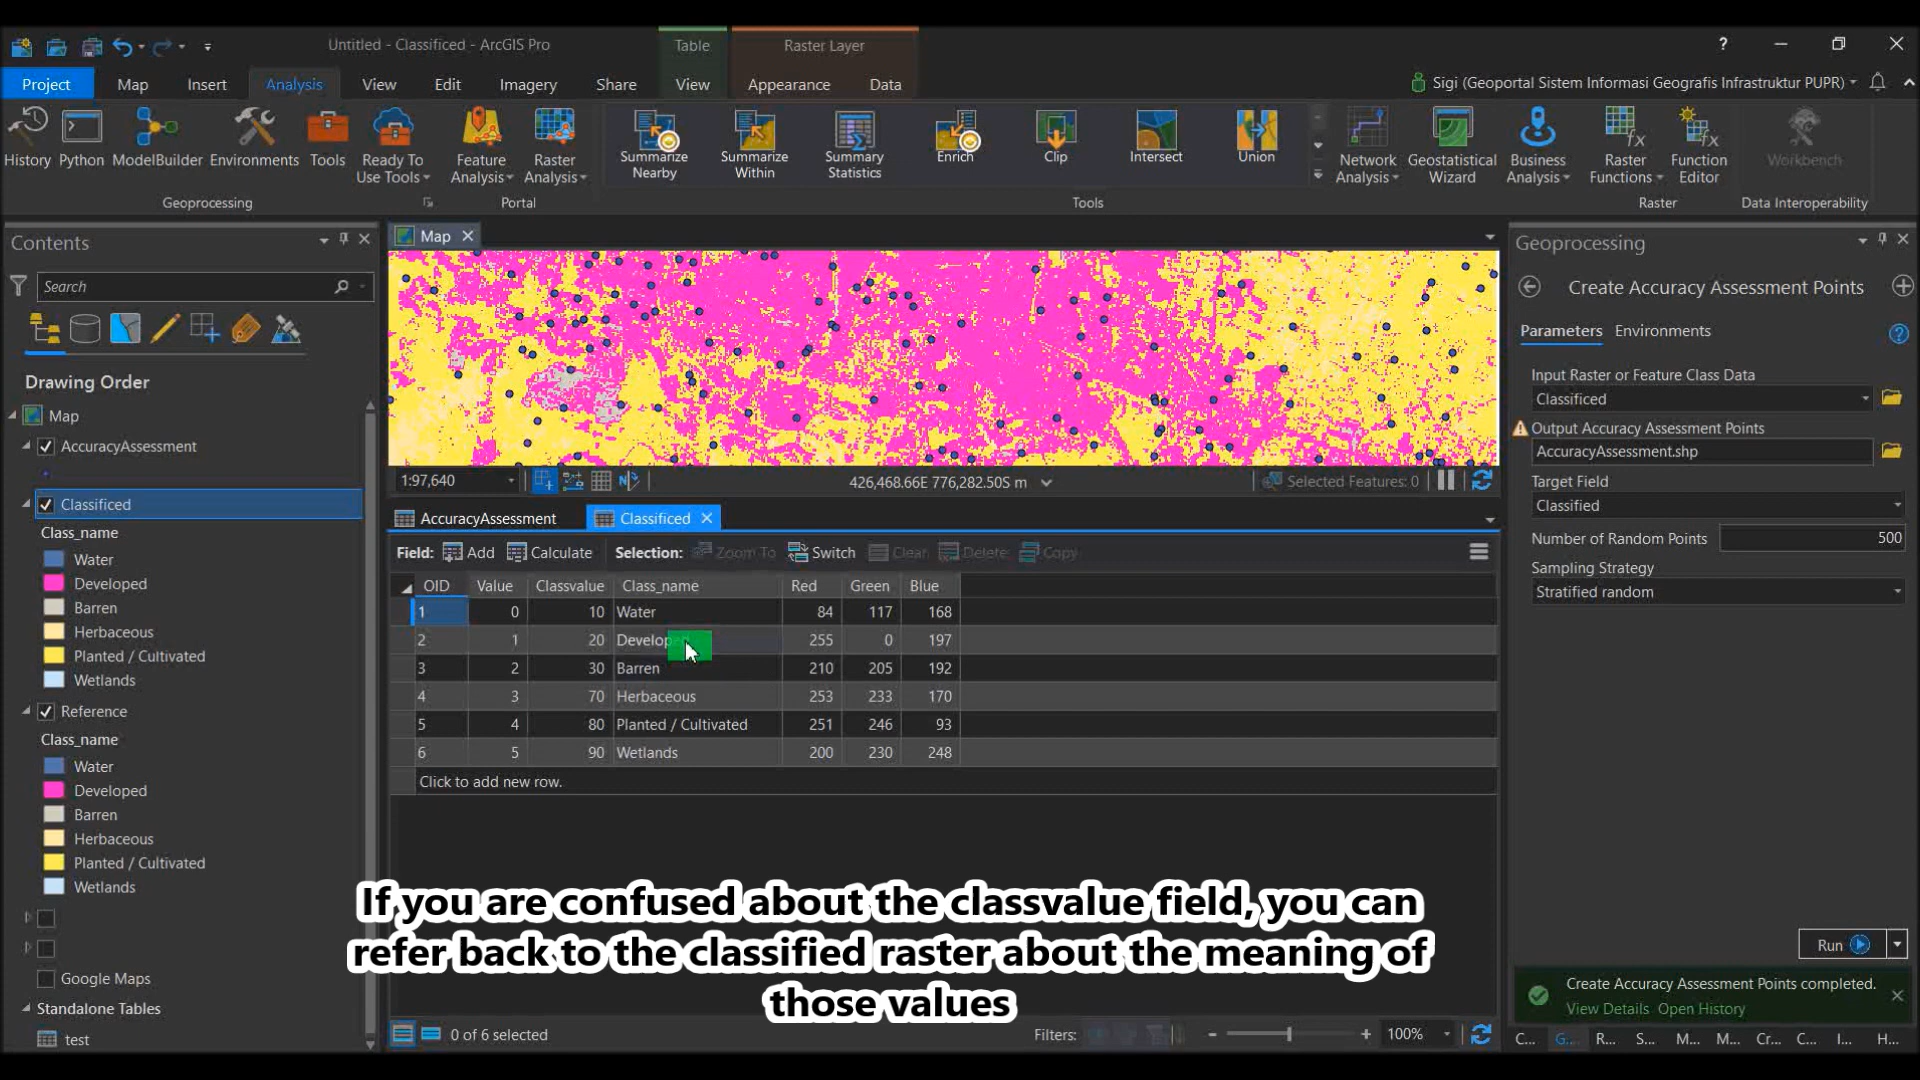 Untitled - Classificed - ArcGIS Pro
Table
Raster Layer
?
Project
Map
Insert
Analysis
View
Edit
Imagery
Share
View
Appearance
Data
Sigi (Geoportal Sistem Informasi Geografis Infrastruktur PUPR)
History
Python
ModelBuilder
Environments
Tools
Ready To
Use Tools
Feature
Analysis
Raster
Analysis
Summarize
Nearby
Summarize
Within
Summary
Statistics
Enrich
Clip
Intersect
Union
Network
Analysis
Geostatistical
Wizard
Business
Analysis
Raster
Functions
Function
Editor
Workbench
Geoprocessing
Portal
Tools
Raster
Data Interoperability
Contents
Search
Drawing Order
Map
AccuracyAssessment
Classificed
Class_name
Water
Developed
Barren
Herbaceous
Planted / Cultivated
Wetlands
Reference
Class_name
Water
Developed
Barren
Herbaceous
Planted / Cultivated
Wetlands
Google Maps
Standalone Tables
test
Map
1:97,640
426,468.66E 776,282.50S m
Selected Features: 0
AccuracyAssessment
Classificed
Field: Add Calculate Selection: Zoom To Switch Clear Delete Copy
OID Value Classvalue Class_name Red Green Blue
1 0 10 Water 84 117 168
2 1 20 Developed 255 0 197
3 2 30 Barren 210 205 192
4 3 70 Herbaceous 253 233 170
5 4 80 Planted / Cultivated 251 246 93
6 5 90 Wetlands 200 230 248
Click to add new row.
If you are confused about the classvalue field, you can
refer back to the classified raster about the meaning of
those values
0 of 6 selected
Filters:
- + 100%
Geoprocessing
Create Accuracy Assessment Points
Parameters Environments
?
Input Raster or Feature Class Data
Classificed
Output Accuracy Assessment Points
AccuracyAssessment.shp
Target Field
Classified
Number of Random Points 500
Sampling Strategy
Stratified random
Run
Create Accuracy Assessment Points completed.
View Details Open History
C... G... R... S... M... M... Cr... C... I... H...